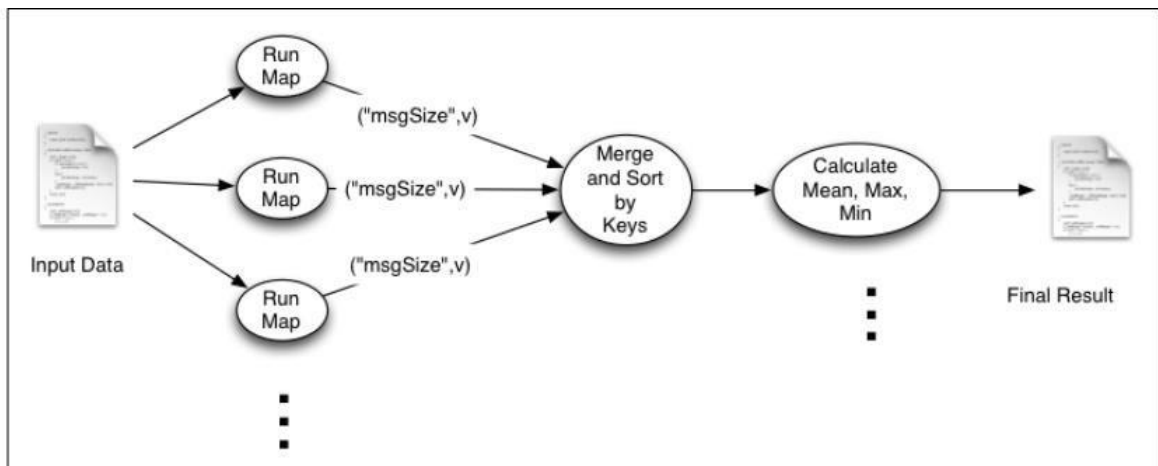 Run
Map
("msgSize",v)
Run
Map
("msgSize",v)
Run
Map
("msgSize",v)
Input Data
Merge
and Sort
by
Keys
Calculate
Mean, Max,
Min
Final Result